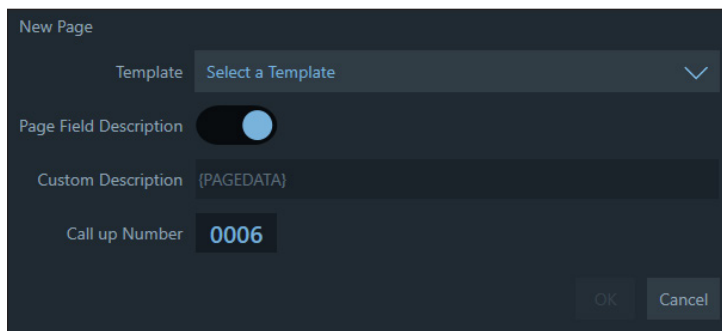 New Page
Template Select a Template
Page Field Description
Custom Description {PAGEDATA}
Call up Number 0006
OK Cancel